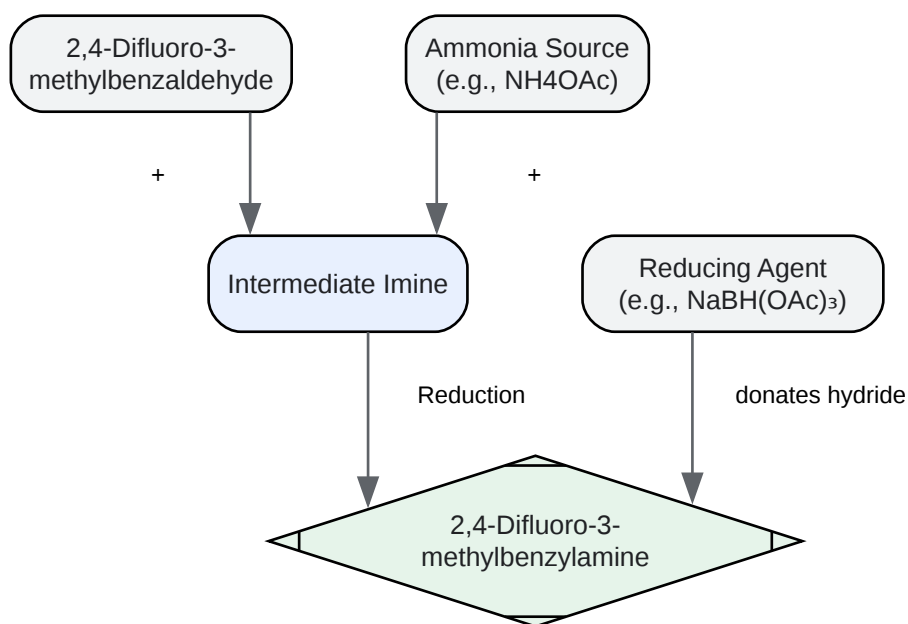 2,4-Difluoro-3-
methylbenzaldehyde
Ammonia Source
(e.g., NH4OAc)
+
+
Intermediate Imine
Reducing Agent
(e.g., NaBH(OAc)₃)
Reduction
donates hydride
2,4-Difluoro-3-
methylbenzylamine